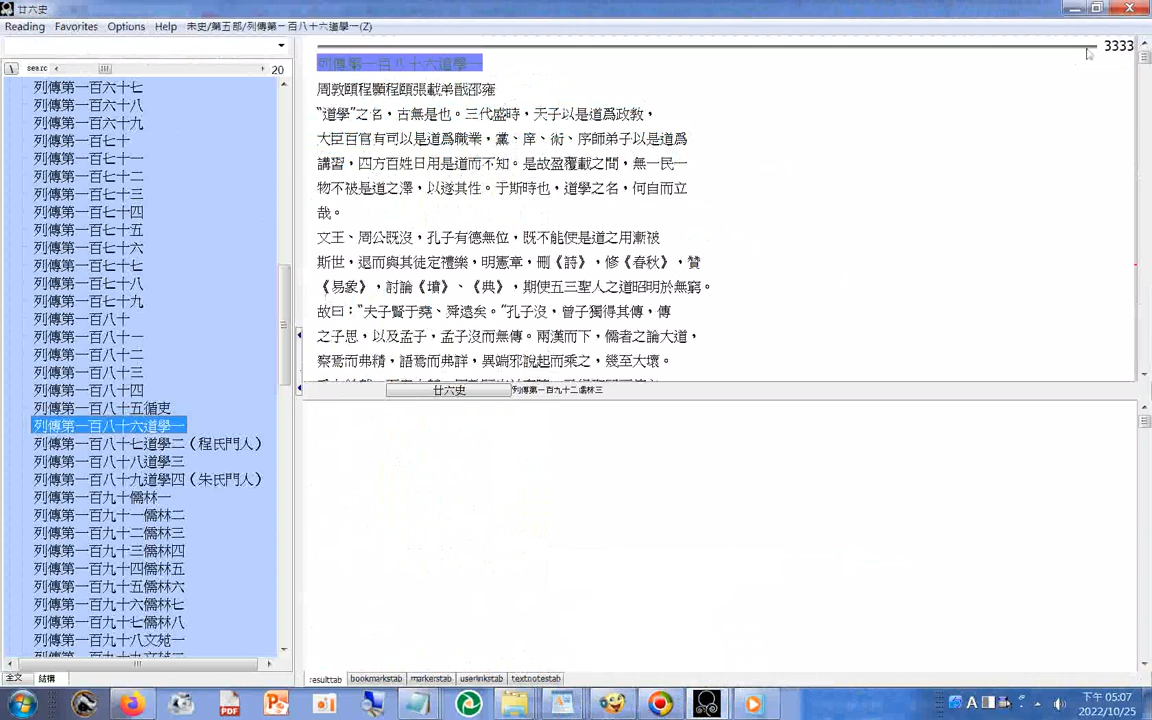 廿六史
Reading Favorites Options Help 宋史/第五部/列傳第一百八十六道學一(Z)
searc
20
列傳第一百六十七
列傳第一百六十八
列傳第一百六十九
列傳第一百七十
列傳第一百七十一
列傳第一百七十二
列傳第一百七十三
列傳第一百七十四
列傳第一百七十五
列傳第一百七十六
列傳第一百七十七
列傳第一百七十八
列傳第一百七十九
列傳第一百八十
列傳第一百八十一
列傳第一百八十二
列傳第一百八十三
列傳第一百八十四
列傳第一百八十五循吏
列傳第一百八十六道學一
列傳第一百八十七道學二（程氏門人）
列傳第一百八十八道學三
列傳第一百八十九道學四（朱氏門人）
列傳第一百九十儒林一
列傳第一百九十一儒林二
列傳第一百九十二儒林三
列傳第一百九十三儒林四
列傳第一百九十四儒林五
列傳第一百九十五儒林六
列傳第一百九十六儒林七
列傳第一百九十七儒林八
列傳第一百九十八文苑一
全文 結構
3333
列傳第一百八十六道學一
周敦頤程顥程頤張載弟戩邵雍
“道學”之名，古無是也。三代盛時，天子以是道爲政教，
大臣百官有司以是道爲職業，黨、庠、術、序師弟子以是道爲
講習，四方百姓日用是道而不知。是故盈覆載之間，無一民一
物不被是道之澤，以遂其性。于斯時也，道學之名，何自而立
哉。
文王、周公既沒，孔子有德無位，既不能使是道之用漸被
斯世，退而與其徒定禮樂，明憲章，刪《詩》，修《春秋》，贊
《易象》，討論《墳》、《典》，期使五三聖人之道昭明於無窮。
故曰：“夫子賢于堯、舜遠矣。”孔子沒，曾子獨得其傳，傳
之子思，以及孟子，孟子沒而無傳。兩漢而下，儒者之論大道，
察焉而弗精，語焉而弗詳，異端邪說起而乘之，幾至大壞。
廿六史 列傳第一百九十二儒林三
resulttab bookmarkstab markerstab userlinkstab textnotestab
下午 05:07
2022/10/25